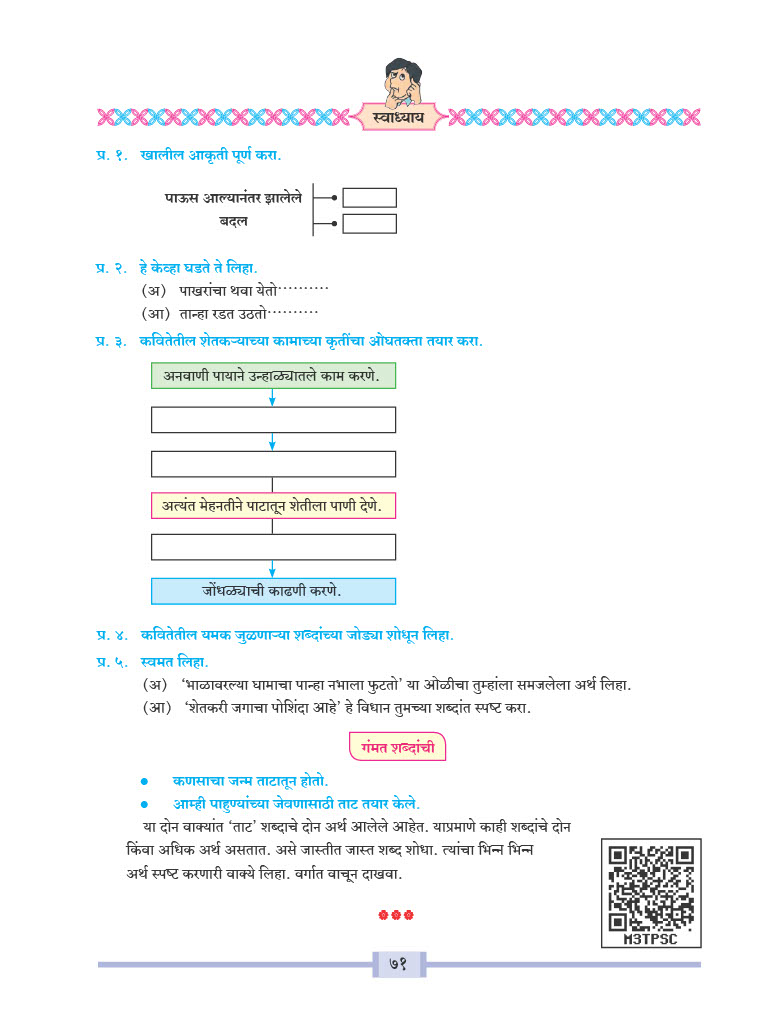 स्वाध्याय
प्र. १. खालील आकृती पूर्ण करा.
पाऊस आल्यानंतर झालेले
बदल
प्र. २. हे केव्हा घडते ते लिहा.
(अ) पाखरांचा थवा येतो··········
(आ) तान्हा रडत उठतो··········
प्र. ३. कवितेतील शेतकऱ्याच्या कामाच्या कृतींचा ओघतक्ता तयार करा.
अनवाणी पायाने उन्हाळ्यातले काम करणे.
अत्यंत मेहनतीने पाटातून शेतीला पाणी देणे.
जोंधळ्याची काढणी करणे.
प्र. ४. कवितेतील यमक जुळणाऱ्या शब्दांच्या जोड्या शोधून लिहा.
प्र. ५. स्वमत लिहा.
(अ) ‘भाळावरल्या घामाचा पान्हा नभाला फुटतो’ या ओळीचा तुम्हांला समजलेला अर्थ लिहा.
(आ) ‘शेतकरी जगाचा पोशिंदा आहे’ हे विधान तुमच्या शब्दांत स्पष्ट करा.
गंमत शब्दांची
● कणसाचा जन्म ताटातून होतो.
● आम्ही पाहुण्यांच्या जेवणासाठी ताट तयार केले.
या दोन वाक्यांत ‘ताट’ शब्दाचे दोन अर्थ आलेले आहेत. याप्रमाणे काही शब्दांचे दोन
किंवा अधिक अर्थ असतात. असे जास्तीत जास्त शब्द शोधा. त्यांचा भिन्न भिन्न
अर्थ स्पष्ट करणारी वाक्ये लिहा. वर्गात वाचून दाखवा.
M3TPSC
७१